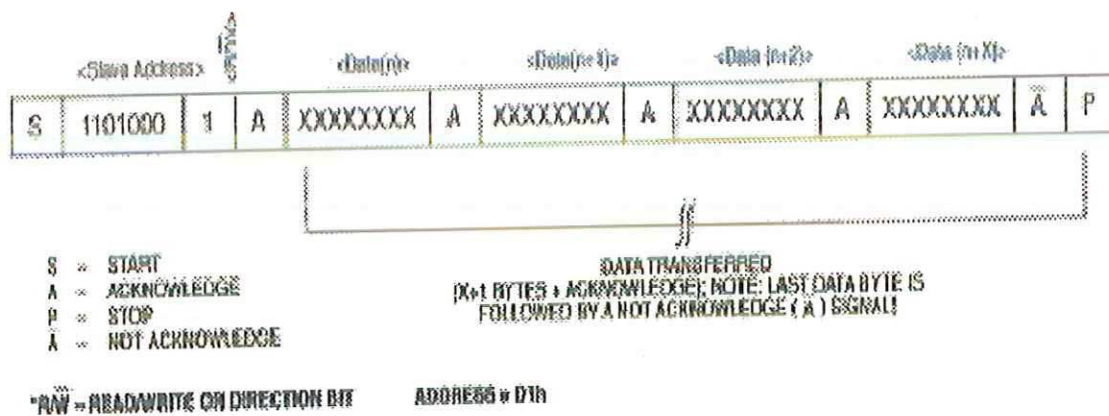 <R/W>
<Slave Address> <Data(n)> <Data(n+1)> <Data (n+2)> <Data (n+X)>
S 1101000 1 A XXXXXXXX A XXXXXXXX A XXXXXXXX A XXXXXXXX Ā P
S = START
A = ACKNOWLEDGE
P = STOP
Ā = NOT ACKNOWLEDGE
DATA TRANSFERRED
(X+1 BYTES + ACKNOWLEDGE); NOTE: LAST DATA BYTE IS
FOLLOWED BY A NOT ACKNOWLEDGE ( Ā ) SIGNAL)
*R/W̅ = READ/WRITE OR DIRECTION BIT ADDRESS = D1h